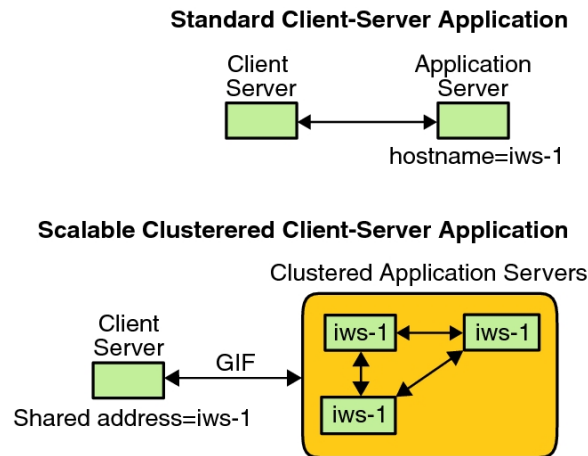 Standard Client-Server Application
Client
Server
Application
Server
hostname=iws-1
Scalable Clusterered Client-Server Application
Clustered Application Servers
Client
Server
GIF
Shared address=iws-1
iws-1
iws-1
iws-1